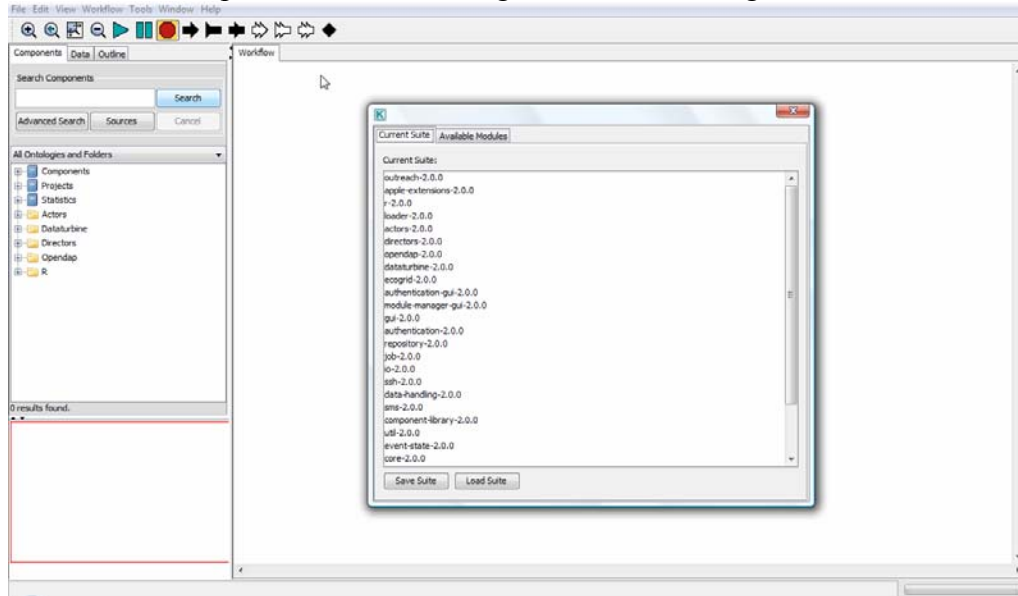 File Edit View Workflow Tools Window Help
Components Data Outline
Workflow
Search Components
Search
Advanced Search Sources Cancel
All Ontologies and Folders
Components
Projects
Statistics
Actors
Dataturbine
Directors
Opendap
R
0 results found.
K
Current Suite Available Modules
Current Suite:
outreach-2.0.0
apple-extensions-2.0.0
r-2.0.0
loader-2.0.0
actors-2.0.0
directors-2.0.0
opendap-2.0.0
dataturbine-2.0.0
ecogrid-2.0.0
authentication-gui-2.0.0
module-manager-gui-2.0.0
gui-2.0.0
authentication-2.0.0
repository-2.0.0
job-2.0.0
io-2.0.0
ssh-2.0.0
data-handling-2.0.0
sms-2.0.0
component-library-2.0.0
util-2.0.0
event-state-2.0.0
core-2.0.0
Save Suite Load Suite